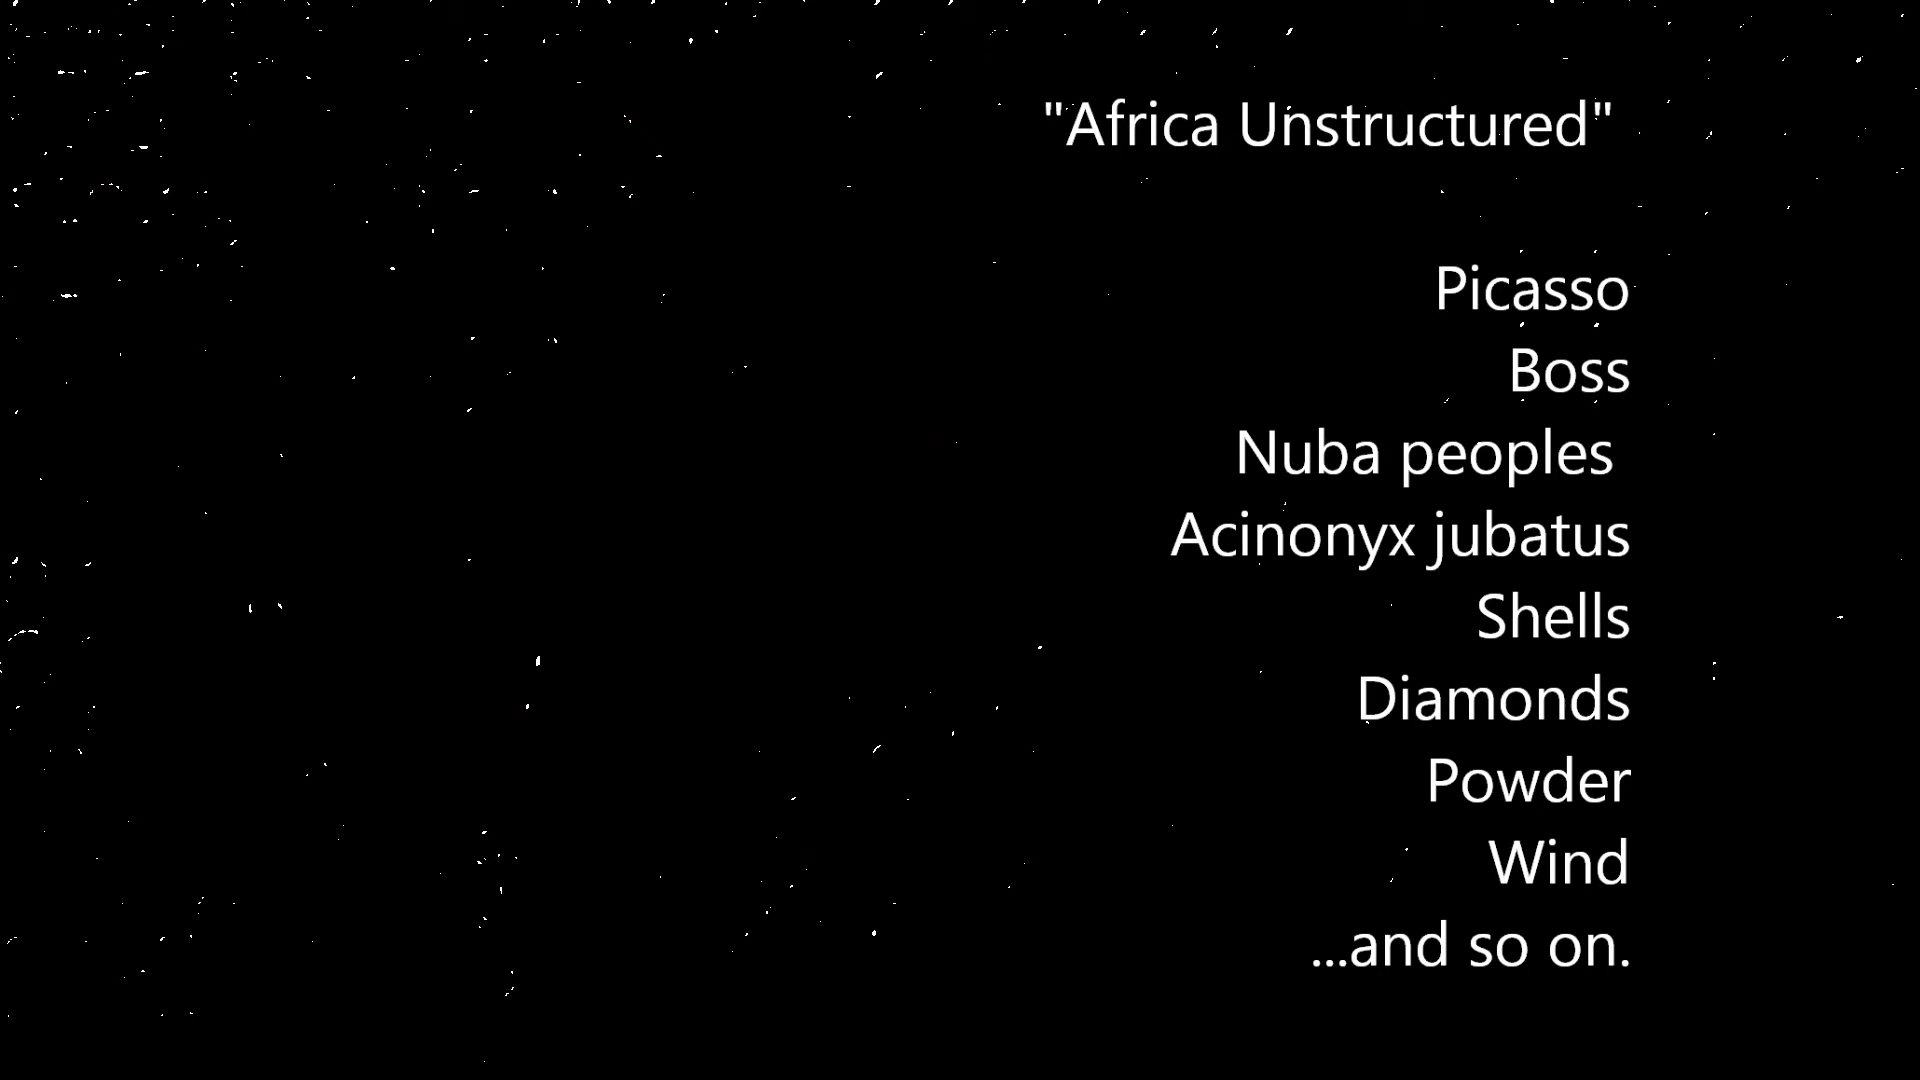 "Africa Unstructured"
Picasso
Boss
Nuba peoples
Acinonyx jubatus
Shells
Diamonds
Powder
Wind
...and so on.